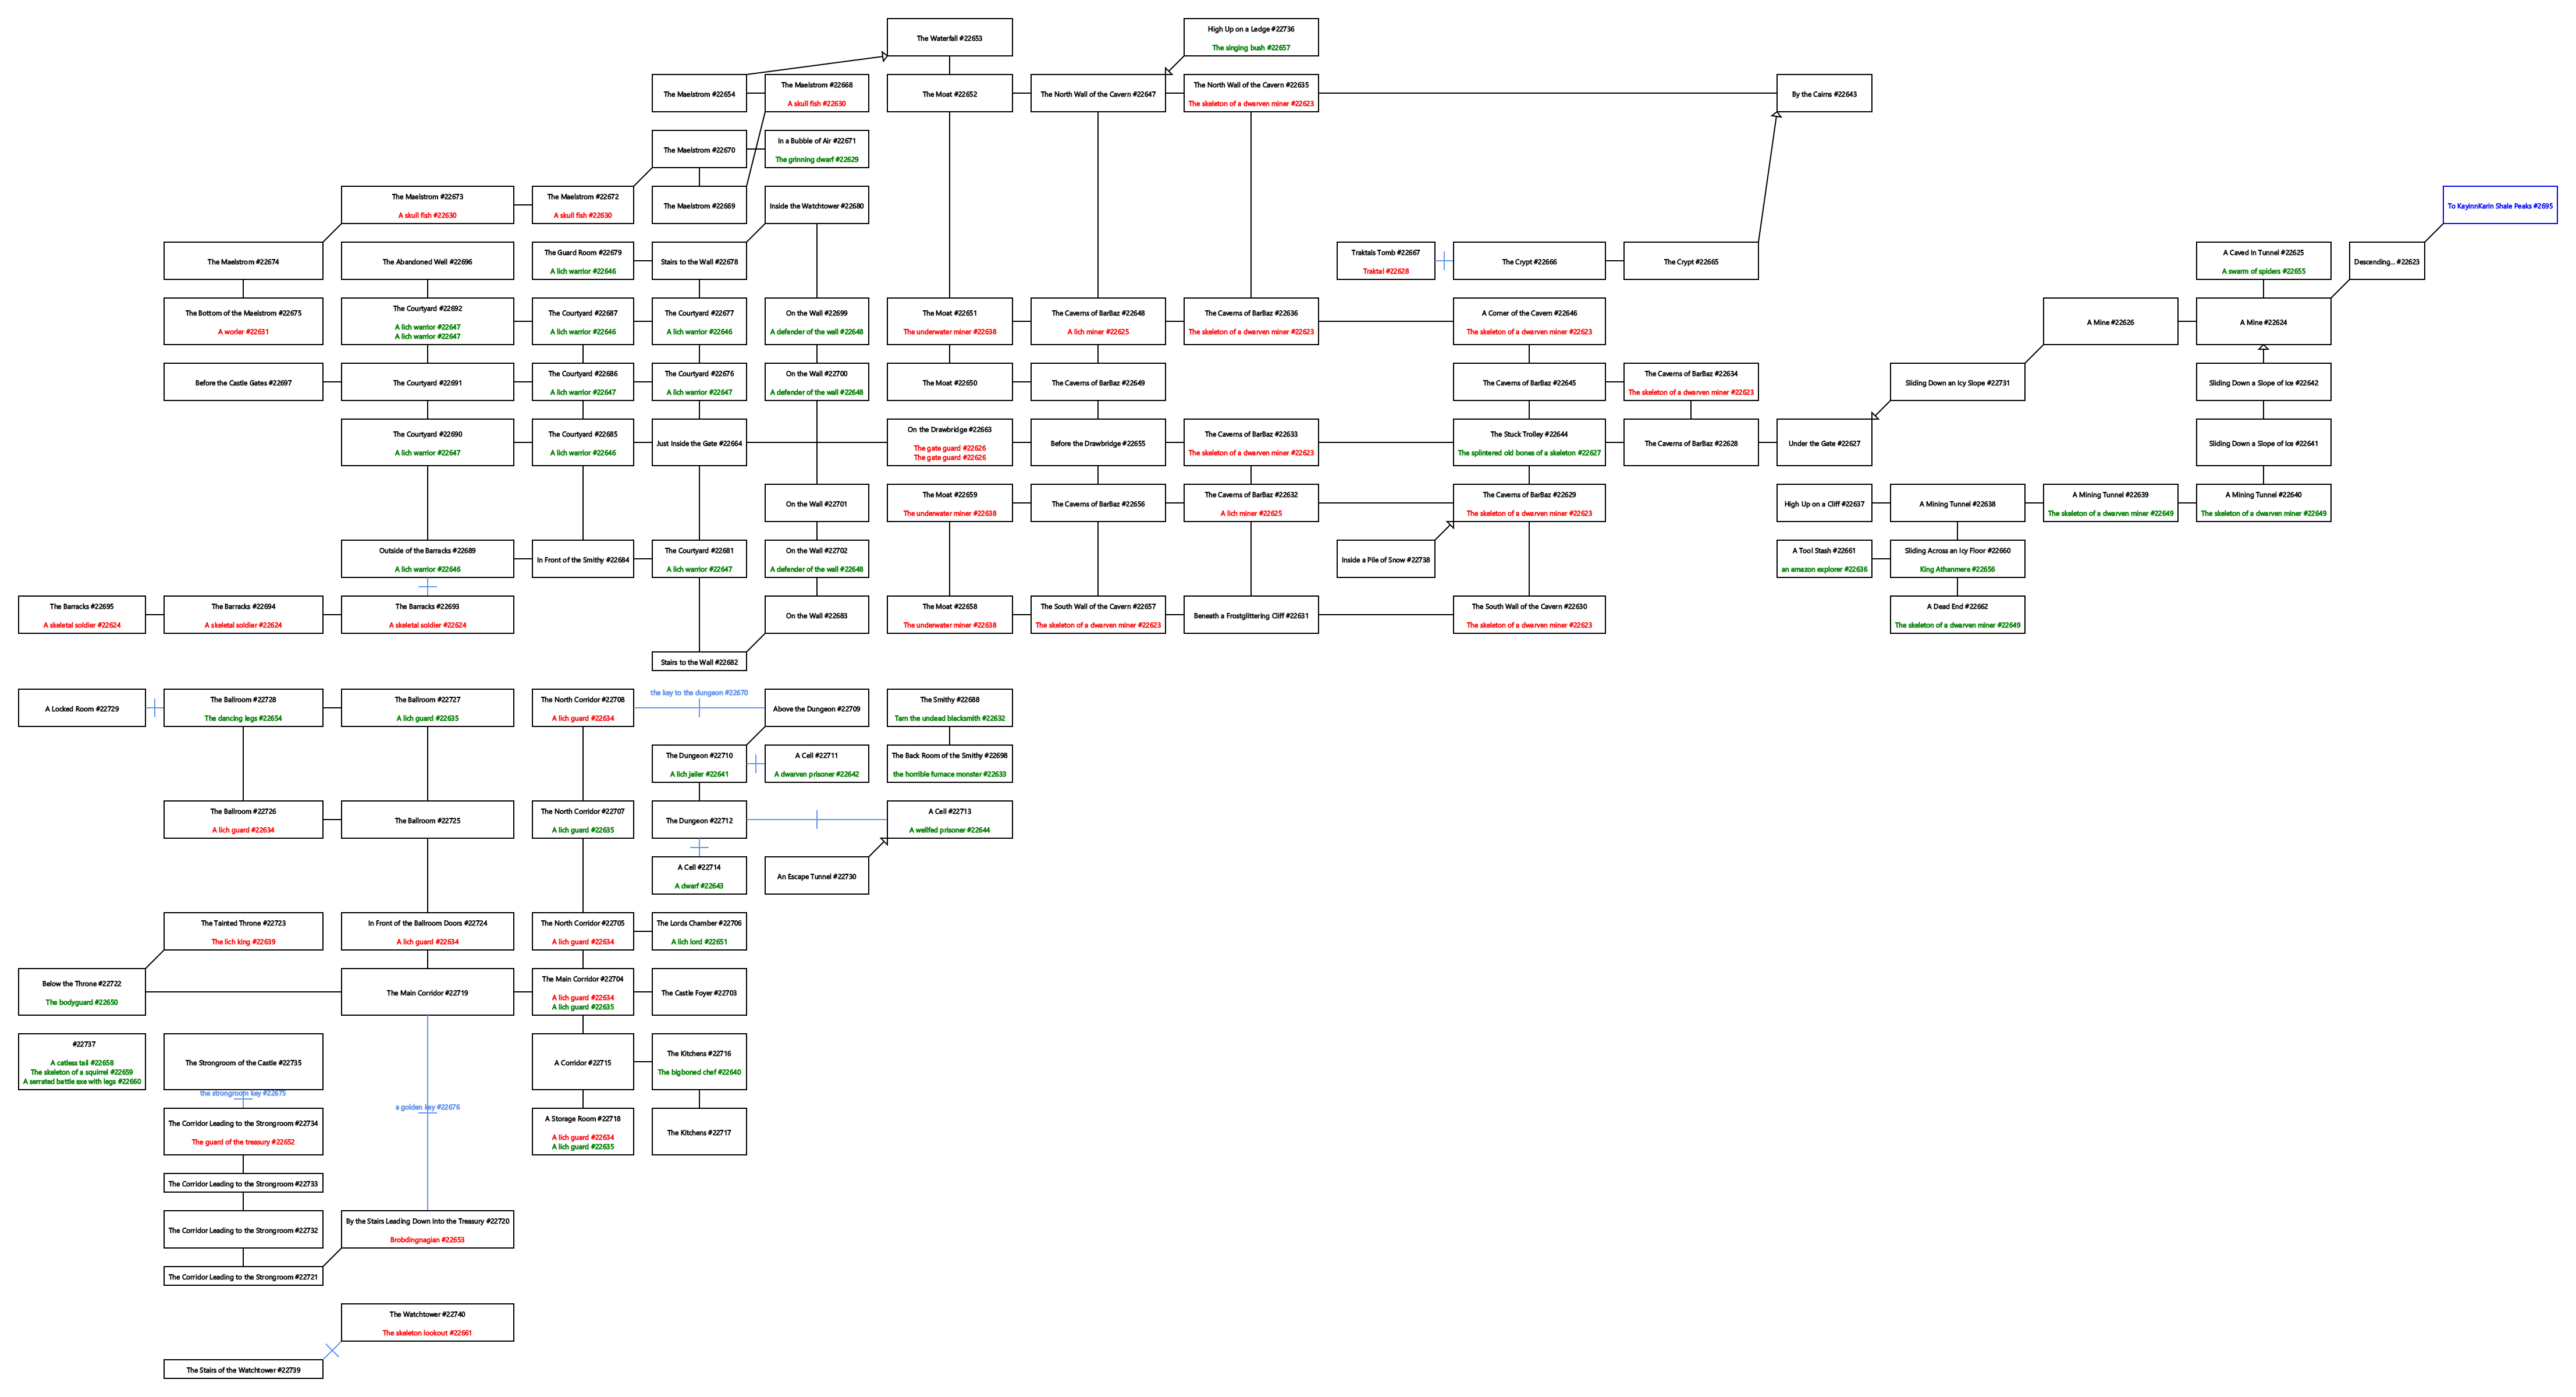 The Waterfall #22653
High Up on a Ledge #22736
The singing bush #22657
The Maelstrom #22654
The Maelstrom #22668
A skull fish #22630
The Moat #22652
The North Wall of the Cavern #22647
The North Wall of the Cavern #22635
The skeleton of a dwarven miner #22623
By the Cairns #22643
The Maelstrom #22670
In a Bubble of Air #22671
The grinning dwarf #22629
The Maelstrom #22673
A skull fish #22630
The Maelstrom #22672
A skull fish #22630
The Maelstrom #22669
Inside the Watchtower #22680
To KayinnKarin Shale Peaks #2695
The Maelstrom #22674
The Abandoned Well #22696
The Guard Room #22679
A lich warrior #22646
Stairs to the Wall #22678
Traktals Tomb #22667
Traktal #22628
The Crypt #22666
The Crypt #22665
A Caved In Tunnel #22625
A swarm of spiders #22655
Descending... #22623
The Bottom of the Maelstrom #22675
A worler #22631
The Courtyard #22692
A lich warrior #22647
A lich warrior #22647
The Courtyard #22687
A lich warrior #22646
The Courtyard #22677
A lich warrior #22646
On the Wall #22699
A defender of the wall #22648
The Moat #22651
The underwater miner #22638
The Caverns of BarBaz #22648
A lich miner #22625
The Caverns of BarBaz #22636
The skeleton of a dwarven miner #22623
A Corner of the Cavern #22646
The skeleton of a dwarven miner #22623
A Mine #22626
A Mine #22624
Before the Castle Gates #22697
The Courtyard #22691
The Courtyard #22686
A lich warrior #22647
The Courtyard #22676
A lich warrior #22647
On the Wall #22700
A defender of the wall #22648
The Moat #22650
The Caverns of BarBaz #22649
The Caverns of BarBaz #22645
The Caverns of BarBaz #22634
The skeleton of a dwarven miner #22623
Sliding Down an Icy Slope #22731
Sliding Down a Slope of Ice #22642
The Courtyard #22690
A lich warrior #22647
The Courtyard #22685
A lich warrior #22646
Just Inside the Gate #22664
On the Drawbridge #22663
The gate guard #22626
The gate guard #22626
Before the Drawbridge #22655
The Caverns of BarBaz #22633
The skeleton of a dwarven miner #22623
The Stuck Trolley #22644
The splintered old bones of a skeleton #22627
The Caverns of BarBaz #22628
Under the Gate #22627
Sliding Down a Slope of Ice #22641
On the Wall #22701
The Moat #22659
The underwater miner #22638
The Caverns of BarBaz #22656
The Caverns of BarBaz #22632
A lich miner #22625
The Caverns of BarBaz #22629
The skeleton of a dwarven miner #22623
High Up on a Cliff #22637
A Mining Tunnel #22638
A Mining Tunnel #22639
The skeleton of a dwarven miner #22649
A Mining Tunnel #22640
The skeleton of a dwarven miner #22649
Outside of the Barracks #22689
A lich warrior #22646
In Front of the Smithy #22684
The Courtyard #22681
A lich warrior #22647
On the Wall #22702
A defender of the wall #22648
Inside a Pile of Snow #22738
A Tool Stash #22661
an amazon explorer #22636
Sliding Across an Icy Floor #22660
King Athanmere #22656
The Barracks #22695
A skeletal soldier #22624
The Barracks #22694
A skeletal soldier #22624
The Barracks #22693
A skeletal soldier #22624
On the Wall #22683
The Moat #22658
The underwater miner #22638
The South Wall of the Cavern #22657
The skeleton of a dwarven miner #22623
Beneath a Frostglittering Cliff #22631
The South Wall of the Cavern #22630
The skeleton of a dwarven miner #22623
A Dead End #22662
The skeleton of a dwarven miner #22649
Stairs to the Wall #22682
A Locked Room #22729
The Ballroom #22728
The dancing legs #22654
The Ballroom #22727
A lich guard #22635
The North Corridor #22708
A lich guard #22634
the key to the dungeon #22670
Above the Dungeon #22709
The Smithy #22688
Tarn the undead blacksmith #22632
The Dungeon #22710
A lich jailer #22641
A Cell #22711
A dwarven prisoner #22642
The Back Room of the Smithy #22698
the horrible furnace monster #22633
The Ballroom #22726
A lich guard #22634
The Ballroom #22725
The North Corridor #22707
A lich guard #22635
The Dungeon #22712
A Cell #22713
A wellfed prisoner #22644
A Cell #22714
A dwarf #22643
An Escape Tunnel #22730
The Tainted Throne #22723
The lich king #22639
In Front of the Ballroom Doors #22724
A lich guard #22634
The North Corridor #22705
A lich guard #22634
The Lords Chamber #22706
A lich lord #22651
Below the Throne #22722
The bodyguard #22650
The Main Corridor #22719
The Main Corridor #22704
A lich guard #22634
A lich guard #22635
The Castle Foyer #22703
#22737
A catless tail #22658
The skeleton of a squirrel #22659
A serrated battle axe with legs #22660
The Strongroom of the Castle #22735
A Corridor #22715
The Kitchens #22716
The bigboned chef #22640
the strongroom key #22675
a golden key #22676
The Corridor Leading to the Strongroom #22734
The guard of the treasury #22652
A Storage Room #22718
A lich guard #22634
A lich guard #22635
The Kitchens #22717
The Corridor Leading to the Strongroom #22733
The Corridor Leading to the Strongroom #22732
By the Stairs Leading Down Into the Treasury #22720
Brobdingnagian #22653
The Corridor Leading to the Strongroom #22721
The Watchtower #22740
The skeleton lookout #22661
The Stairs of the Watchtower #22739